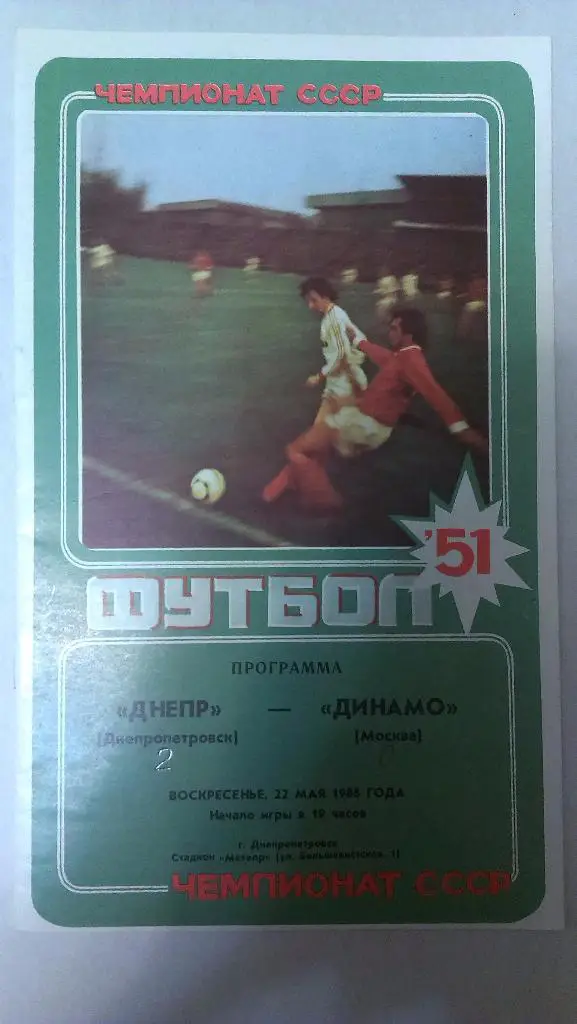 ЧЕМПИОНАТ СССР
'51
ФУТБОЛ
ПРОГРАММА
«ДНЕПР» — «ДИНАМО»
(Днепропетровск) (Москва)
2
ВОСКРЕСЕНЬЕ, 22 МАЯ 1988 ГОДА
Начало игры в 19 часов
г. Днепропетровск
Стадион «Метеор» (ул. Большевистская, 1)
ЧЕМПИОНАТ СССР